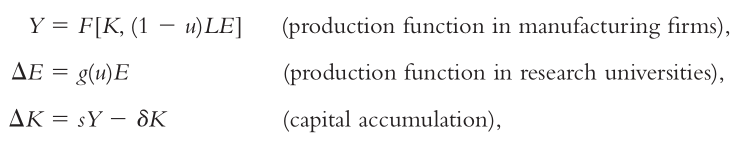 Y = F[K, (1 − u)LE] (production function in manufacturing firms),
ΔE = g(u)E (production function in research universities),
ΔK = sY − δK (capital accumulation),